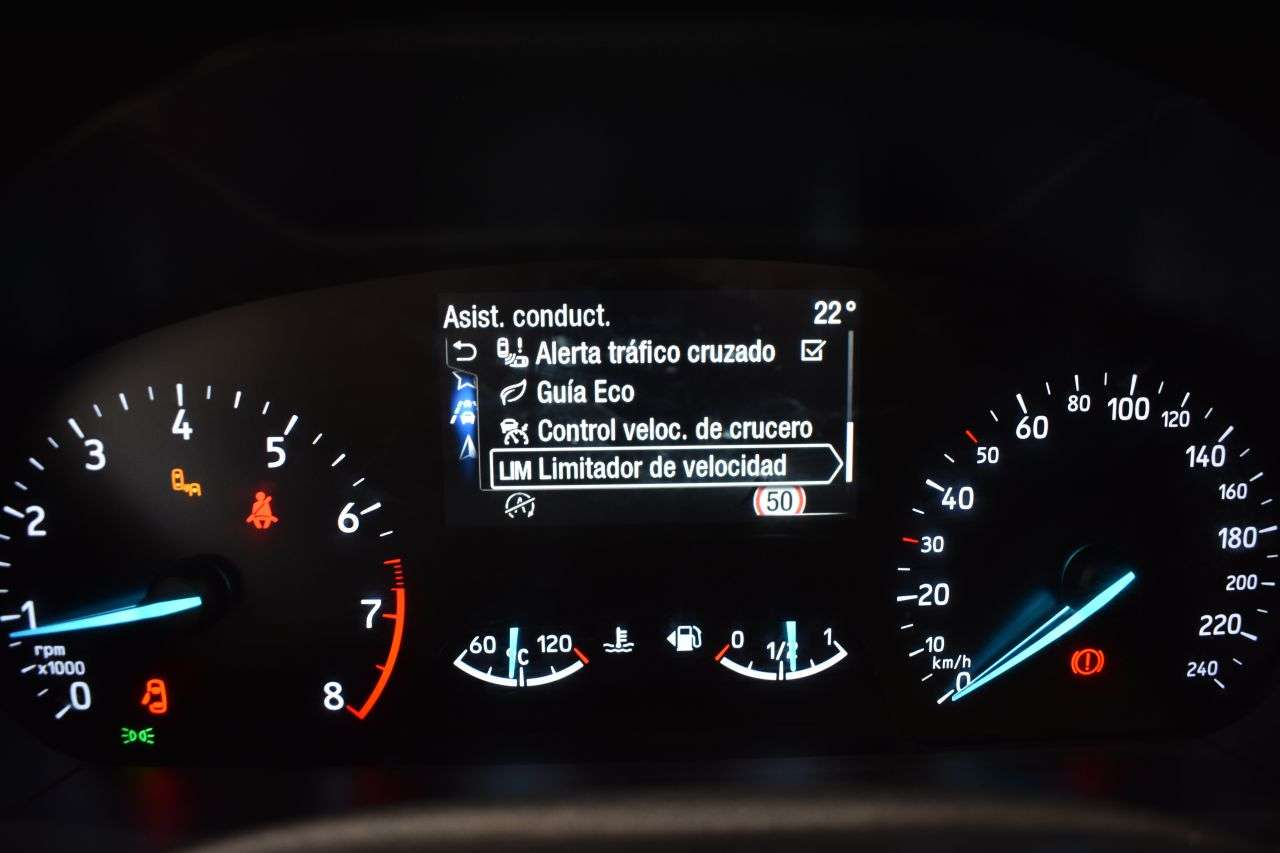 Asist. conduct. 22°
Alerta tráfico cruzado
Guía Eco
Control veloc. de crucero
LIM Limitador de velocidad
A 50
0
1
2
3
4
5
6
7
8
rpm
x1000
60 °C 120
0 1/2 1
0
10
20
30
40
50
60
80
100
120
140
160
180
200
220
240
km/h